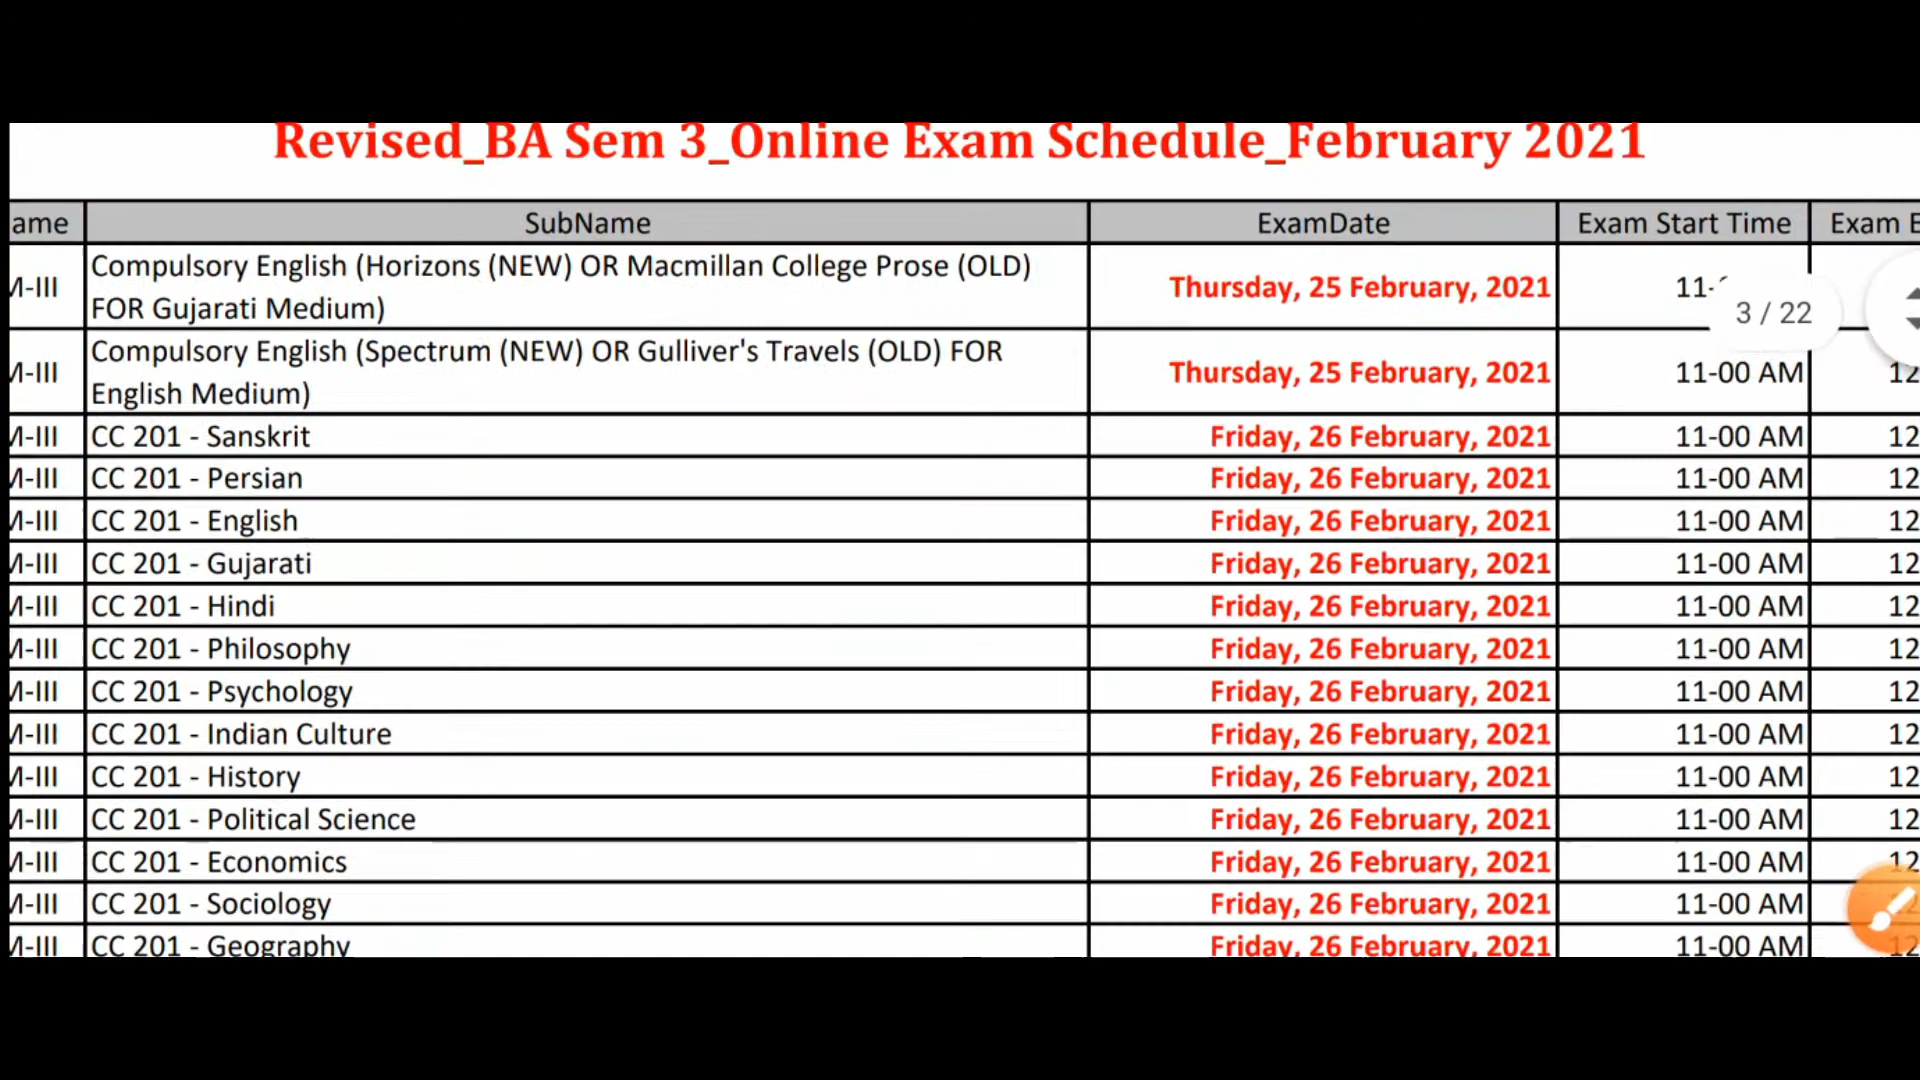 Revised_BA Sem 3_Online Exam Schedule_February 2021
ame SubName ExamDate Exam Start Time Exam E
M-III Compulsory English (Horizons (NEW) OR Macmillan College Prose (OLD) FOR Gujarati Medium) Thursday, 25 February, 2021 11-
3 / 22
M-III Compulsory English (Spectrum (NEW) OR Gulliver's Travels (OLD) FOR English Medium) Thursday, 25 February, 2021 11-00 AM 12
M-III CC 201 - Sanskrit Friday, 26 February, 2021 11-00 AM 12
M-III CC 201 - Persian Friday, 26 February, 2021 11-00 AM 12
M-III CC 201 - English Friday, 26 February, 2021 11-00 AM 12
M-III CC 201 - Gujarati Friday, 26 February, 2021 11-00 AM 12
M-III CC 201 - Hindi Friday, 26 February, 2021 11-00 AM 12
M-III CC 201 - Philosophy Friday, 26 February, 2021 11-00 AM 12
M-III CC 201 - Psychology Friday, 26 February, 2021 11-00 AM 12
M-III CC 201 - Indian Culture Friday, 26 February, 2021 11-00 AM 12
M-III CC 201 - History Friday, 26 February, 2021 11-00 AM 12
M-III CC 201 - Political Science Friday, 26 February, 2021 11-00 AM 12
M-III CC 201 - Economics Friday, 26 February, 2021 11-00 AM 12
M-III CC 201 - Sociology Friday, 26 February, 2021 11-00 AM
M-III CC 201 - Geography Friday, 26 February, 2021 11-00 AM 12